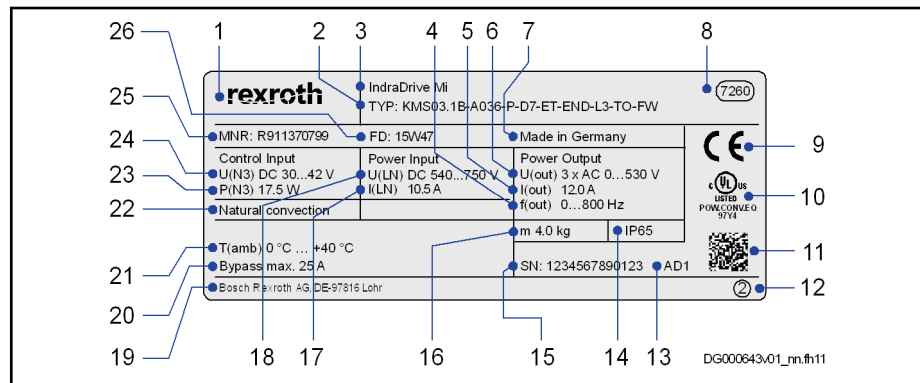 26 1 2 3 4 5 6 7 8
rexroth
IndraDrive Mi
7260
TYP: KMS03.1B-A036-P-D7-ET-END-L3-TO-FW
25
MNR: R911370799
FD: 15W47
Made in Germany
24
Control Input
Power Input
Power Output
CE
9
U(N3) DC 30...42 V
U(LN) DC 540...750 V
U(out) 3 x AC 0...530 V
23
P(N3) 17.5 W
I(LN) 10.5 A
I(out) 12.0 A
c UL US
10
LISTED
22
Natural convection
f(out) 0...800 Hz
POW.CONV.EQ
97Y4
m 4.0 kg
IP65
21
T(amb) 0 °C ... +40 °C
11
20
Bypass max. 25 A
SN: 1234567890123
AD1
19
Bosch Rexroth AG, DE-97816 Lohr
2
12
18 17 16 15 14 13
DG000643v01_nn.fh11